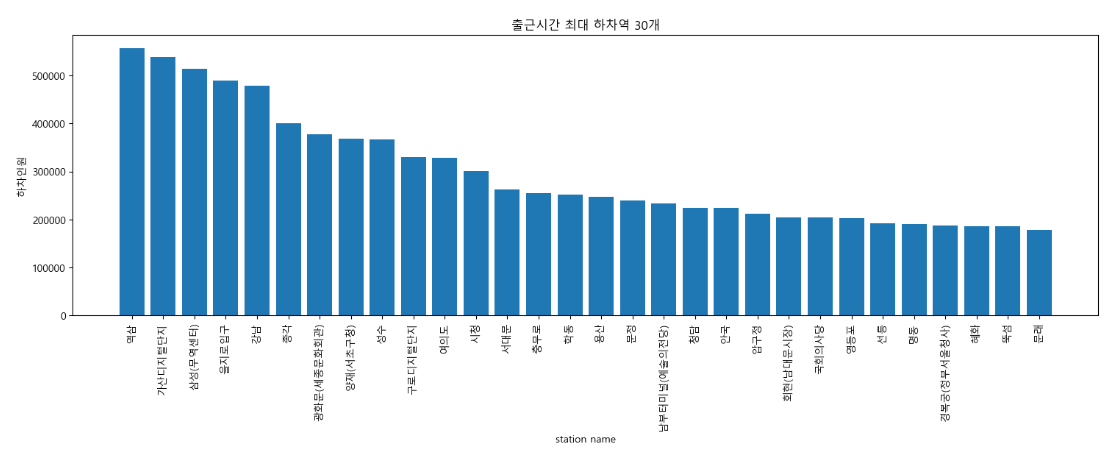 출근시간 최대 하차역 30개
하차인원
500000
400000
300000
200000
100000
0
역삼
가산디지털단지
삼성(무역센터)
을지로입구
강남
종각
광화문(세종문화회관)
양재(서초구청)
성수
구로디지털단지
여의도
시청
서대문
충무로
학동
용산
문정
남부터미널(예술의전당)
청담
안국
압구정
회현(남대문시장)
국회의사당
영등포
선릉
명동
경복궁(정부서울청사)
혜화
뚝섬
문래
station name